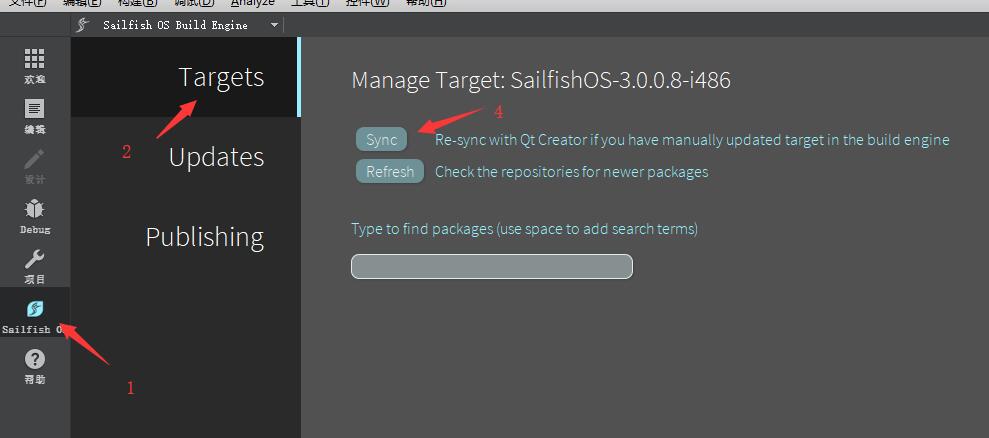 文件(F) 编辑(E) 构建(B) 调试(D) Analyze 工具(T) 控件(W) 帮助(H)
Sailfish OS Build Engine
欢迎
编辑
设计
Debug
项目
Sailfish O
帮助
1
Targets
2
Updates
Publishing
Manage Target: SailfishOS-3.0.0.8-i486
4
Sync Re-sync with Qt Creator if you have manually updated target in the build engine
Refresh Check the repositories for newer packages
Type to find packages (use space to add search terms)